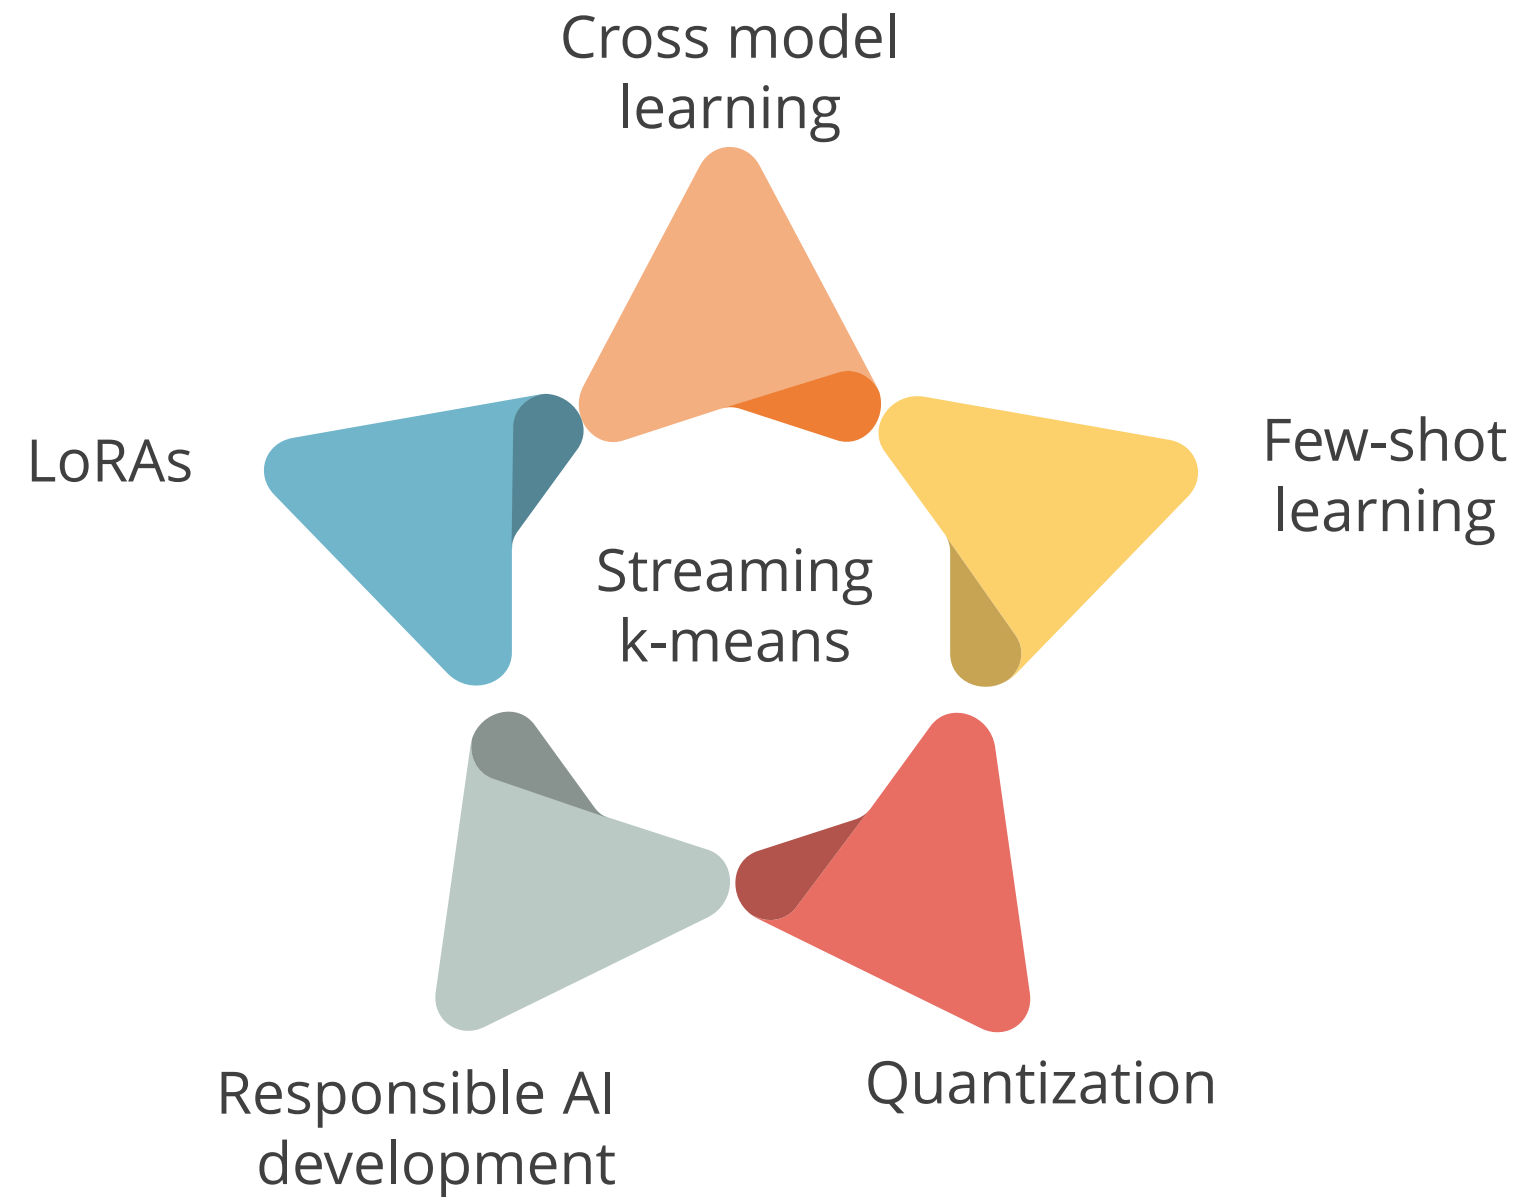 Cross model
learning
LoRAs
Few-shot
learning
Streaming
k-means
Responsible AI
development
Quantization